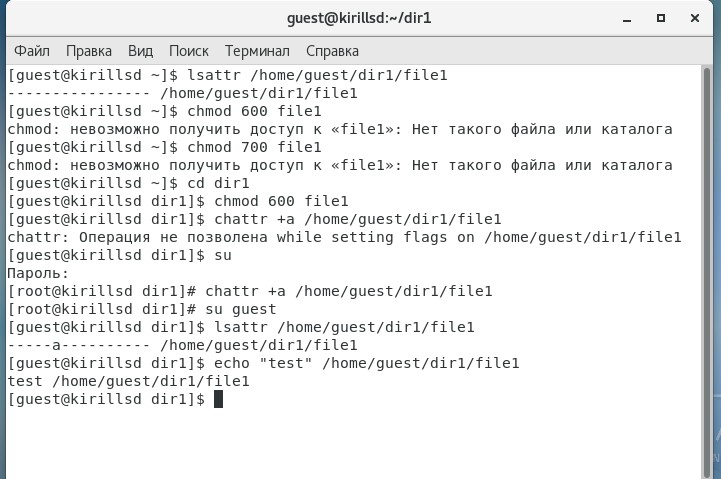 guest@kirillsd:~/dir1
Файл Правка Вид Поиск Терминал Справка
[guest@kirillsd ~]$ lsattr /home/guest/dir1/file1
---------------- /home/guest/dir1/file1
[guest@kirillsd ~]$ chmod 600 file1
chmod: невозможно получить доступ к «file1»: Нет такого файла или каталога
[guest@kirillsd ~]$ chmod 700 file1
chmod: невозможно получить доступ к «file1»: Нет такого файла или каталога
[guest@kirillsd ~]$ cd dir1
[guest@kirillsd dir1]$ chmod 600 file1
[guest@kirillsd dir1]$ chattr +a /home/guest/dir1/file1
chattr: Операция не позволена while setting flags on /home/guest/dir1/file1
[guest@kirillsd dir1]$ su
Пароль:
[root@kirillsd dir1]# chattr +a /home/guest/dir1/file1
[root@kirillsd dir1]# su guest
[guest@kirillsd dir1]$ lsattr /home/guest/dir1/file1
-----a---------- /home/guest/dir1/file1
[guest@kirillsd dir1]$ echo "test" /home/guest/dir1/file1
test /home/guest/dir1/file1
[guest@kirillsd dir1]$